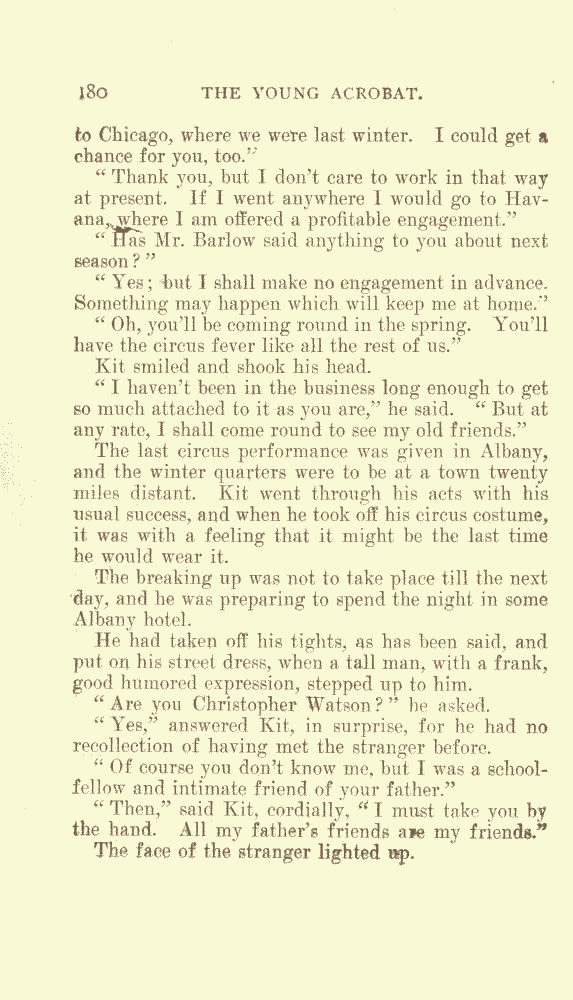 180 THE YOUNG ACROBAT.
to Chicago, where we were last winter. I could get a
chance for you, too."
"Thank you, but I don't care to work in that way
at present. If I went anywhere I would go to Hav-
ana, where I am offered a profitable engagement."
"Has Mr. Barlow said anything to you about next
season?"
"Yes; but I shall make no engagement in advance.
Something may happen which will keep me at home."
"Oh, you'll be coming round in the spring. You'll
have the circus fever like all the rest of us."
Kit smiled and shook his head.
"I haven't been in the business long enough to get
so much attached to it as you are," he said. "But at
any rate, I shall come round to see my old friends."
The last circus performance was given in Albany,
and the winter quarters were to be at a town twenty
miles distant. Kit went through his acts with his
usual success, and when he took off his circus costume,
it was with a feeling that it might be the last time
he would wear it.
The breaking up was not to take place till the next
day, and he was preparing to spend the night in some
Albany hotel.
He had taken off his tights, as has been said, and
put on his street dress, when a tall man, with a frank,
good humored expression, stepped up to him.
"Are you Christopher Watson?" he asked.
"Yes," answered Kit, in surprise, for he had no
recollection of having met the stranger before.
"Of course you don't know me, but I was a school-
fellow and intimate friend of your father."
"Then," said Kit, cordially, "I must take you by
the hand. All my father's friends are my friends."
The face of the stranger lighted up.